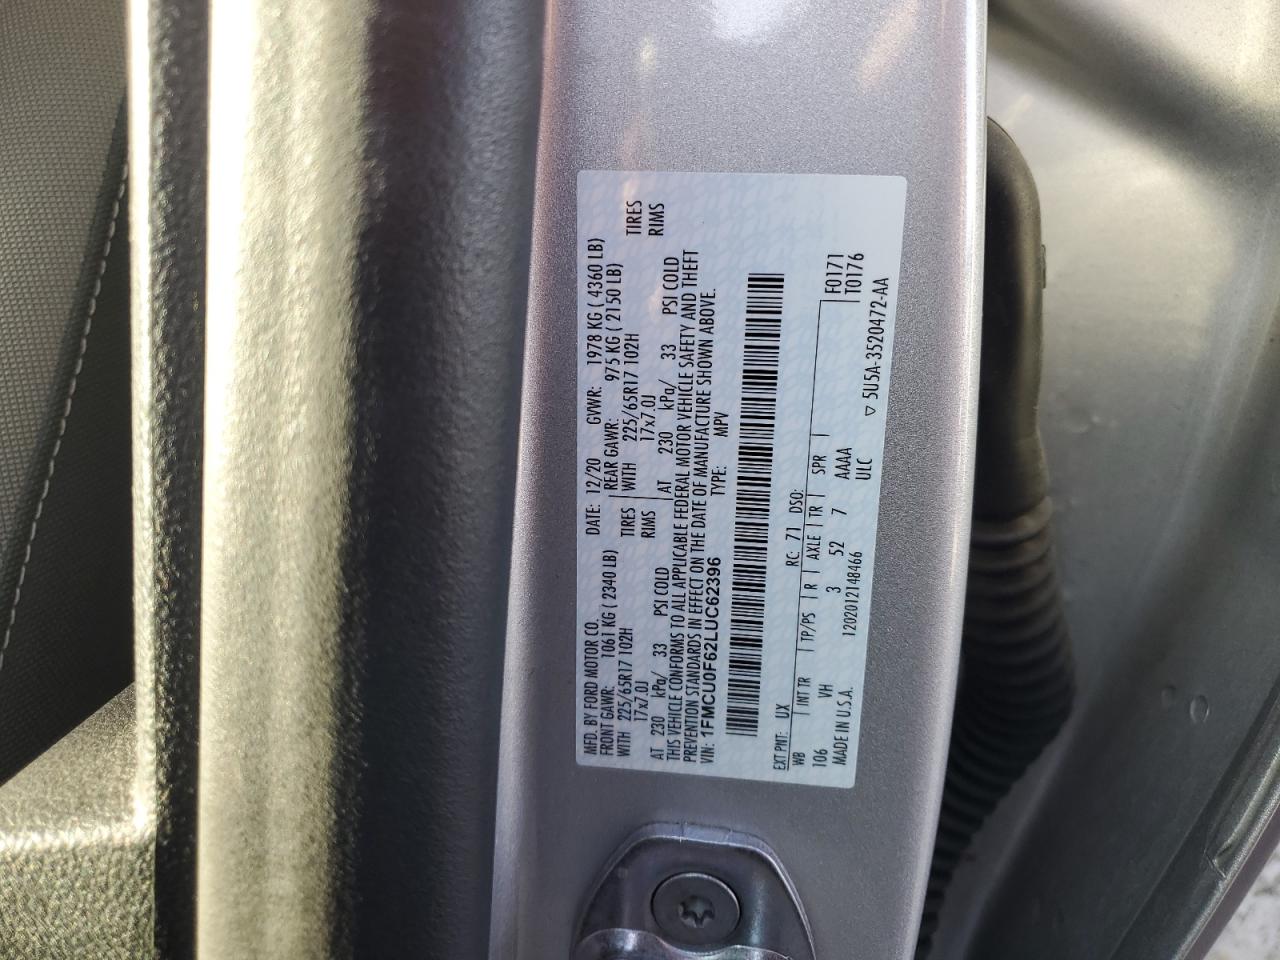 MFD. BY FORD MOTOR CO. DATE: 12/20 GVWR: 1978 KG ( 4360 LB)
FRONT GAWR: 1061 KG ( 2340 LB) REAR GAWR: 975 KG ( 2150 LB)
WITH 225/65R17 102H TIRES WITH 225/65R17 102H TIRES
17x7.0J RIMS 17x7.0J RIMS
AT 230 kPa/ 33 PSI COLD AT 230 kPa/ 33 PSI COLD
THIS VEHICLE CONFORMS TO ALL APPLICABLE FEDERAL MOTOR VEHICLE SAFETY AND THEFT
PREVENTION STANDARDS IN EFFECT ON THE DATE OF MANUFACTURE SHOWN ABOVE.
VIN: 1FMCU0F62LUC62396 TYPE: MPV
EXT PNT: UX RC: 71 DSO:
WB INT TR TP/PS R AXLE TR SPR F0171
106 VH 3 52 7 AAAA T0176
MADE IN U.S.A. 1202012148466 ULC
▽ 5U5A-3520472-AA